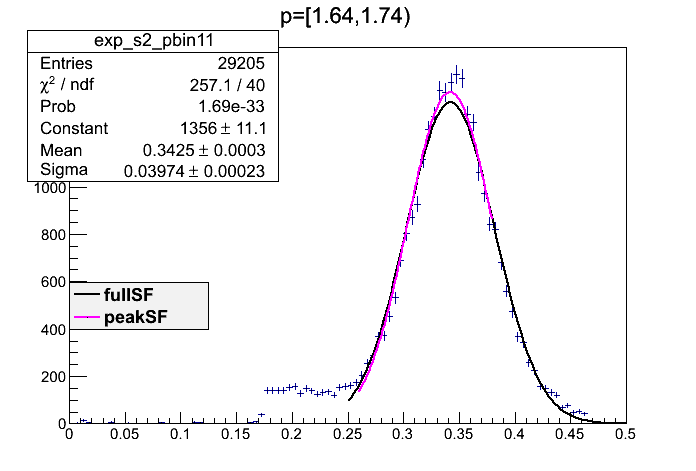 p=[1.64,1.74)
exp_s2_pbin11
Entries 29205
χ² / ndf 257.1 / 40
Prob 1.69e-33
Constant 1356 ± 11.1
Mean 0.3425 ± 0.0003
Sigma 0.03974 ± 0.00023
1000
800
600
fullSF
peakSF
400
200
0
0 0.05 0.1 0.15 0.2 0.25 0.3 0.35 0.4 0.45 0.5